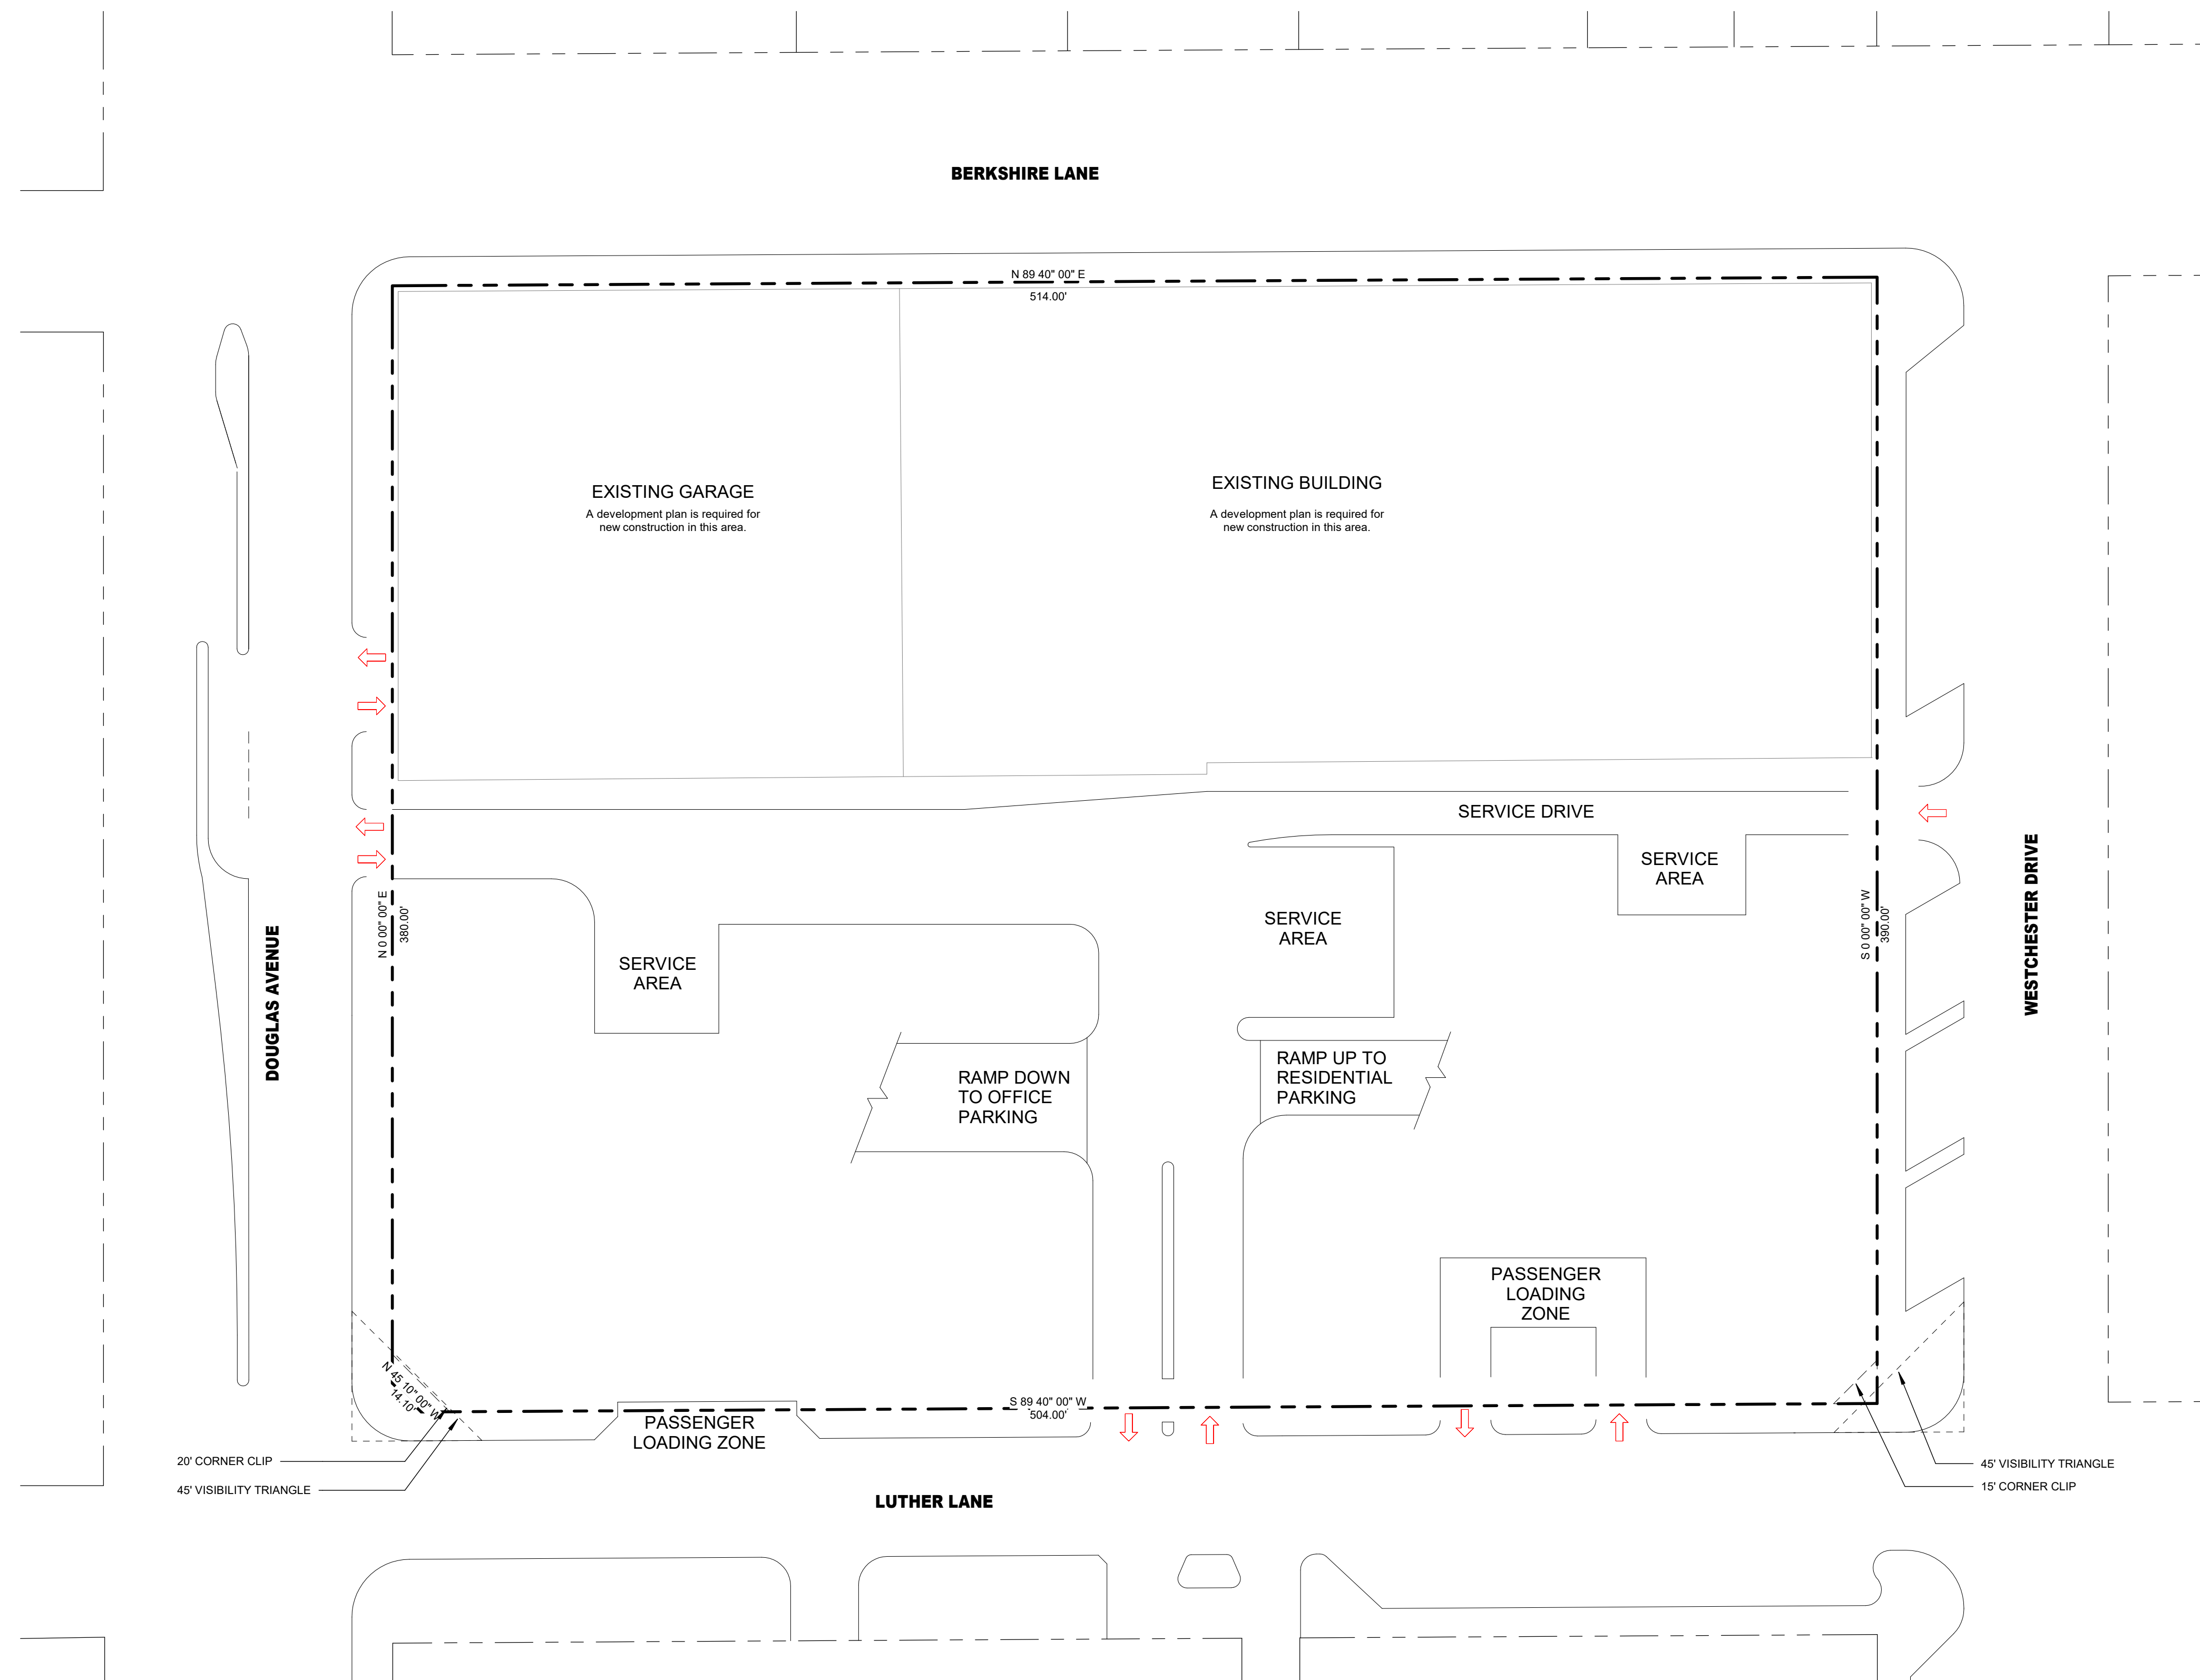 BERKSHIRE LANE
N 89 40" 00" E
514.00'
EXISTING GARAGE
A development plan is required for
new construction in this area.
EXISTING BUILDING
A development plan is required for
new construction in this area.
SERVICE DRIVE
SERVICE
AREA
SERVICE
AREA
SERVICE
AREA
N 0 00" 00" E
380.00'
S 0 00" 00" W
390.00'
DOUGLAS AVENUE
WESTCHESTER DRIVE
RAMP DOWN
TO OFFICE
PARKING
RAMP UP TO
RESIDENTIAL
PARKING
PASSENGER
LOADING
ZONE
N 45 10" 00" W
14.10'
S 89 40" 00" W
504.00'
PASSENGER
LOADING ZONE
20' CORNER CLIP
45' VISIBILITY TRIANGLE
45' VISIBILITY TRIANGLE
15' CORNER CLIP
LUTHER LANE